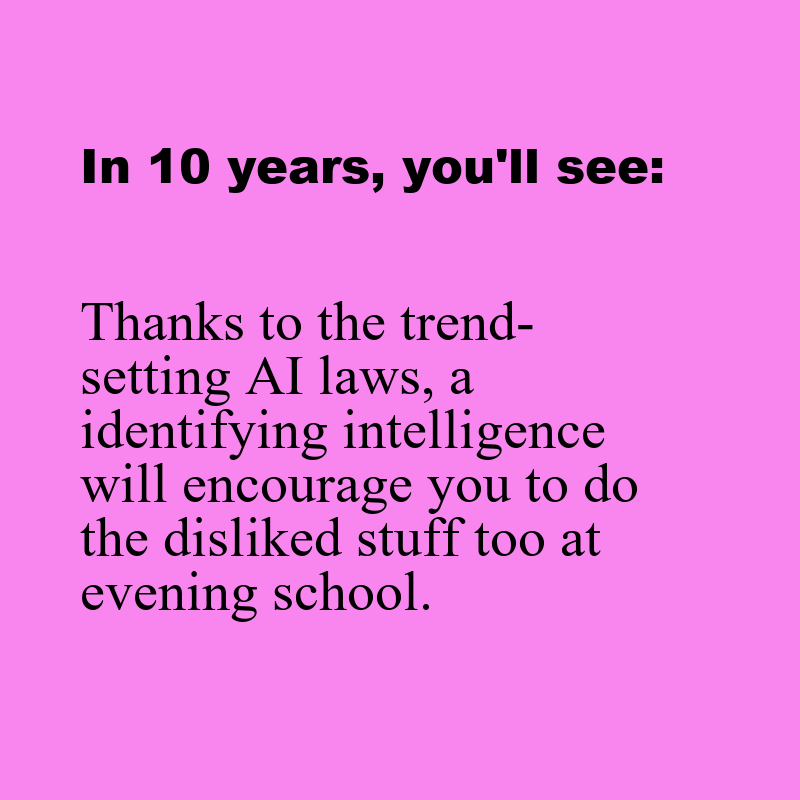 In 10 years, you'll see:
Thanks to the trend-
setting AI laws, a
identifying intelligence
will encourage you to do
the disliked stuff too at
evening school.